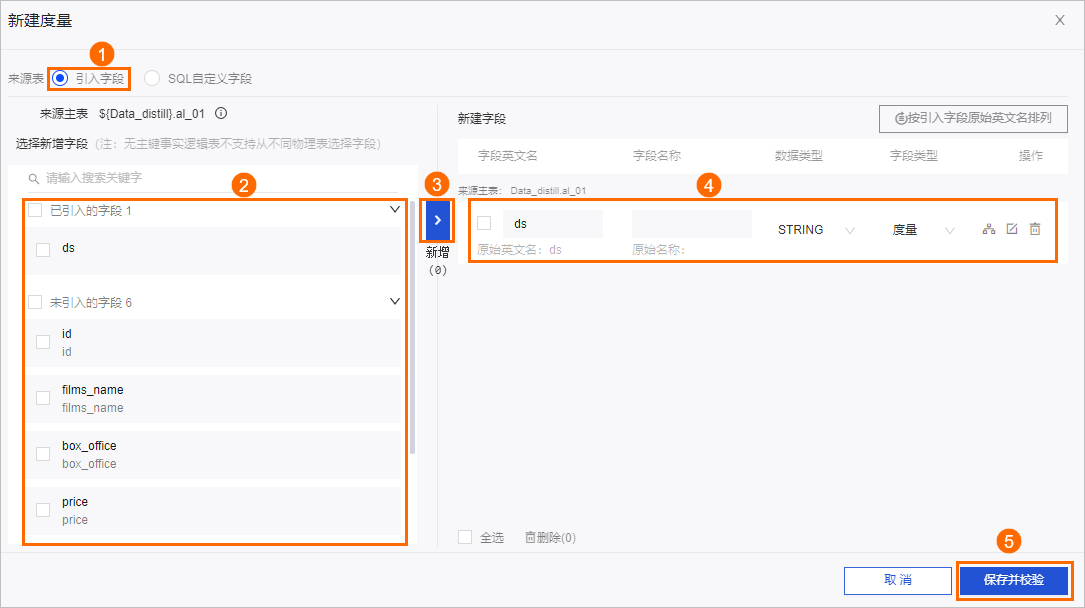 新建度量
1
来源表 引入字段 SQL自定义字段
来源主表 ${Data_distill}.al_01
选择新增字段 (注：无主键事实逻辑表不支持从不同物理表选择字段)
请输入搜索关键字
2
已引入的字段 1
ds
未引入的字段 6
id
id
films_name
films_name
box_office
box_office
price
price
3
新增
(0)
新建字段
按引入字段原始英文名排列
字段英文名 字段名称 数据类型 字段类型 操作
4
来源主表: Data_distill.al_01
ds STRING 度量
原始英文名: ds 原始名称:
全选 删除(0)
5
取 消 保存并校验